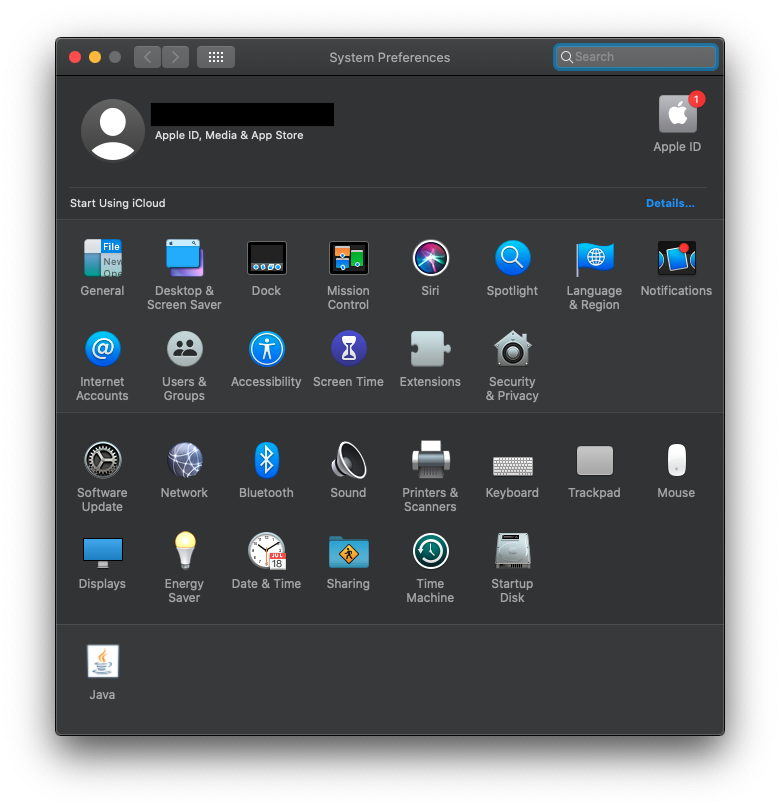 System Preferences
Search
Apple ID, Media & App Store
1
Apple ID
Start Using iCloud
Details...
File
New
Ope
General
Desktop &
Screen Saver
Dock
Mission
Control
Siri
Spotlight
Language
& Region
Notifications
@
Internet
Accounts
Users &
Groups
Accessibility
Screen Time
Extensions
Security
& Privacy
Software
Update
Network
Bluetooth
Sound
Printers &
Scanners
Keyboard
Trackpad
Mouse
Displays
Energy
Saver
JUL
18
Date & Time
Sharing
Time
Machine
Startup
Disk
Java